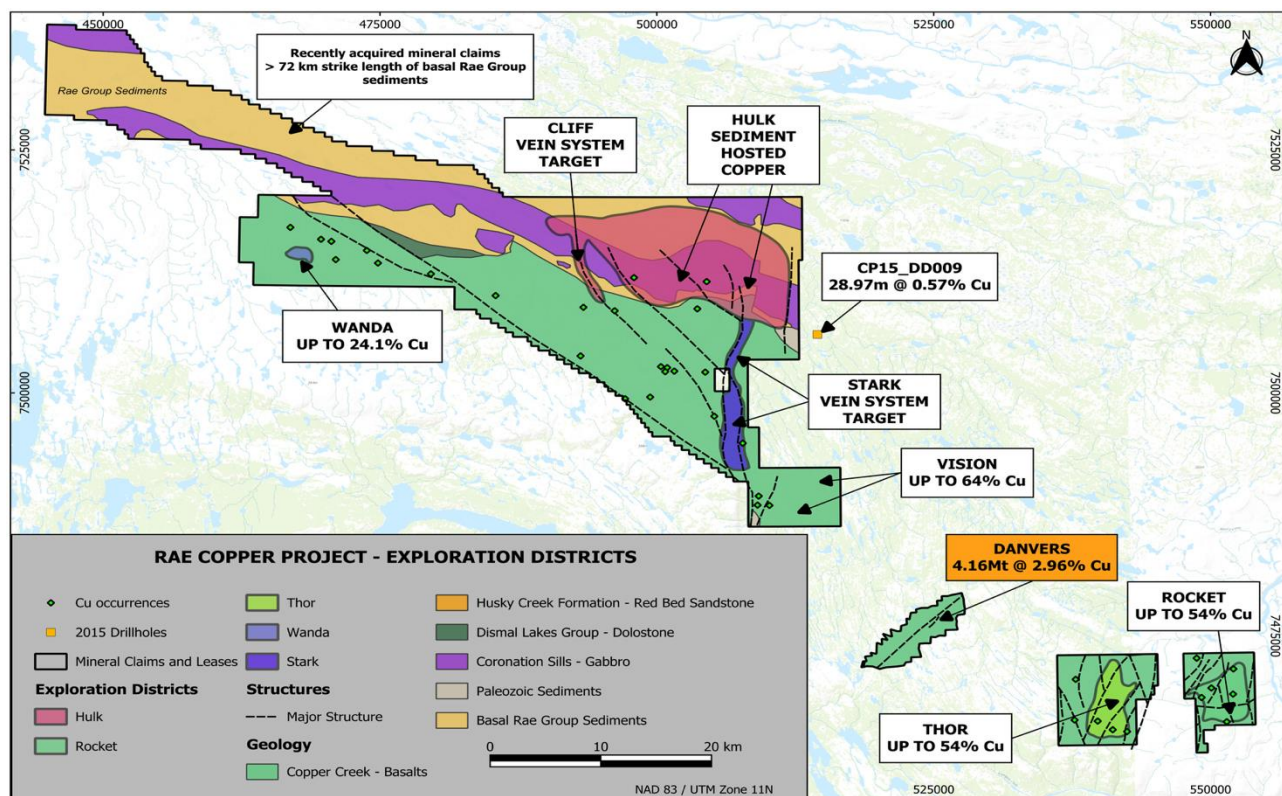 450000
475000
500000
525000
550000
N
Recently acquired mineral claims
> 72 km strike length of basal Rae Group
sediments
Rae Group Sediments
7525000
7525000
CLIFF
VEIN SYSTEM
TARGET
HULK
SEDIMENT
HOSTED
COPPER
CP15_DD009
28.97m @ 0.57% Cu
WANDA
UP TO 24.1% Cu
7500000
7500000
STARK
VEIN SYSTEM
TARGET
VISION
UP TO 64% Cu
DANVERS
4.16Mt @ 2.96% Cu
ROCKET
UP TO 54% Cu
7475000
THOR
UP TO 54% Cu
RAE COPPER PROJECT - EXPLORATION DISTRICTS
Cu occurrences
2015 Drillholes
Mineral Claims and Leases
Exploration Districts
Hulk
Rocket
Thor
Wanda
Stark
Structures
Major Structure
Geology
Copper Creek - Basalts
Husky Creek Formation - Red Bed Sandstone
Dismal Lakes Group - Dolostone
Coronation Sills - Gabbro
Paleozoic Sediments
Basal Rae Group Sediments
0 10 20 km
NAD 83 / UTM Zone 11N
525000
550000